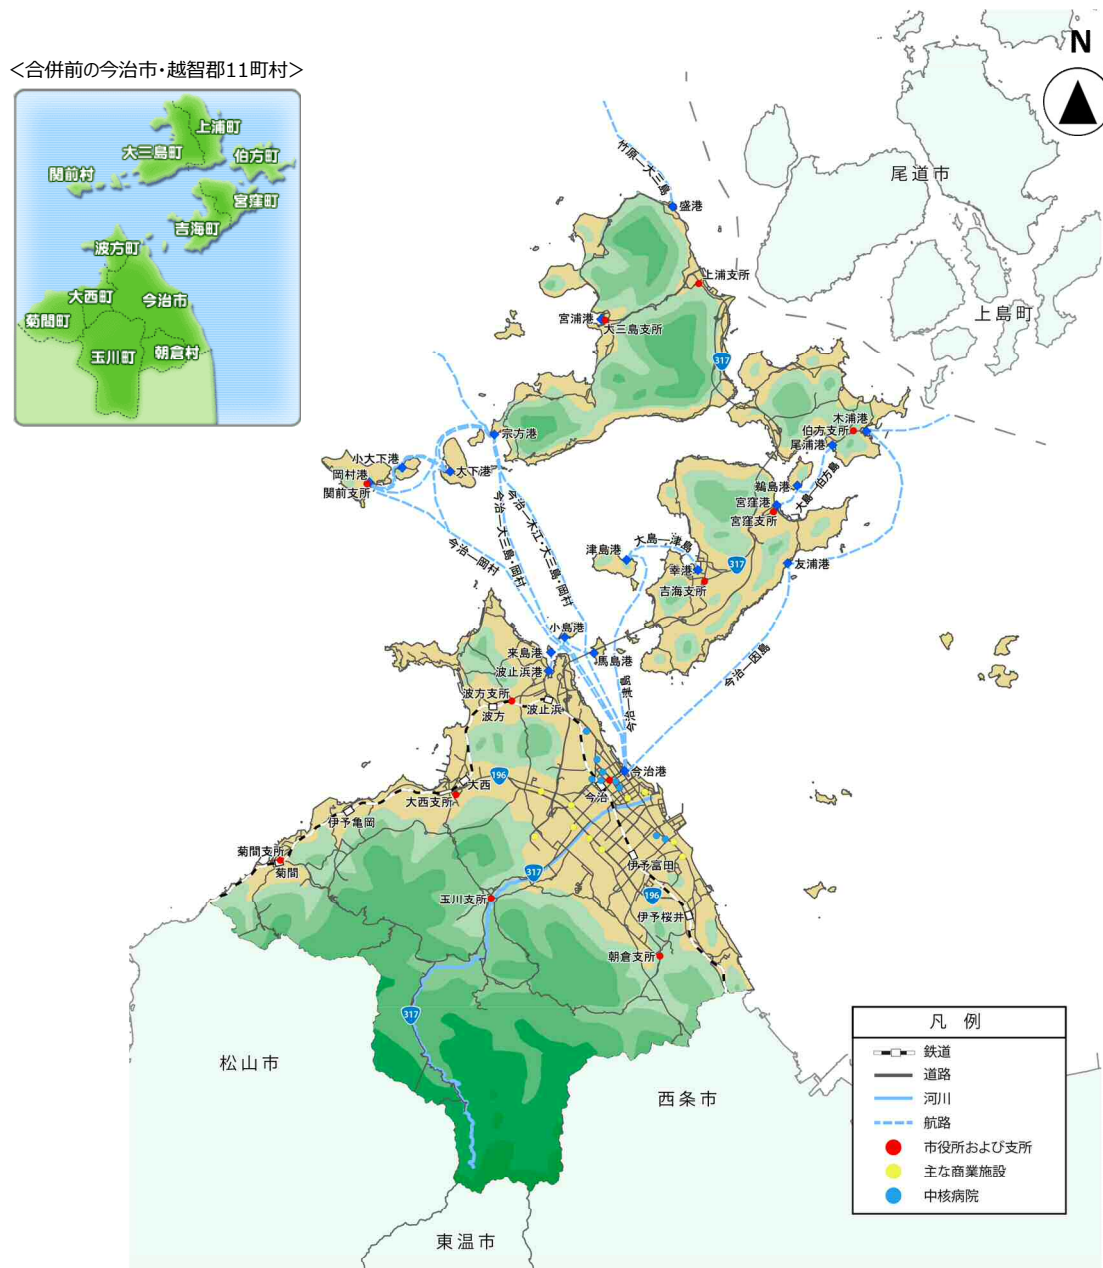 <合併前の今治市・越智郡11町村>
上浦町
大三島町
伯方町
関前村
宮窪町
吉海町
波方町
大西町
今治市
菊間町
玉川町
朝倉村
N
尾道市
竹原ー大三島
盛港
上浦支所
上島町
宮浦港
大三島支所
317
木浦港
伯方支所
尾浦港
宗方港
小大下港
岡村港
関前支所
大下港
鵜島港
大島ー伯方島
宮窪港
宮窪支所
今治ー木江・大三島・岡村
今治ー大三島・岡村
今治ー岡村
大島ー津島
津島港
幸港
317
友浦港
吉海支所
小島港
来島港
馬島港
波止浜港
今治ー津島
今治ー因島
波方支所
波方
波止浜
今治港
196
大西
大西支所
今治
伊予亀岡
菊間支所
菊間
伊予富田
317
玉川支所
196
伊予桜井
朝倉支所
317
松山市
西条市
東温市
凡 例
鉄道
道路
河川
航路
市役所および支所
主な商業施設
中核病院